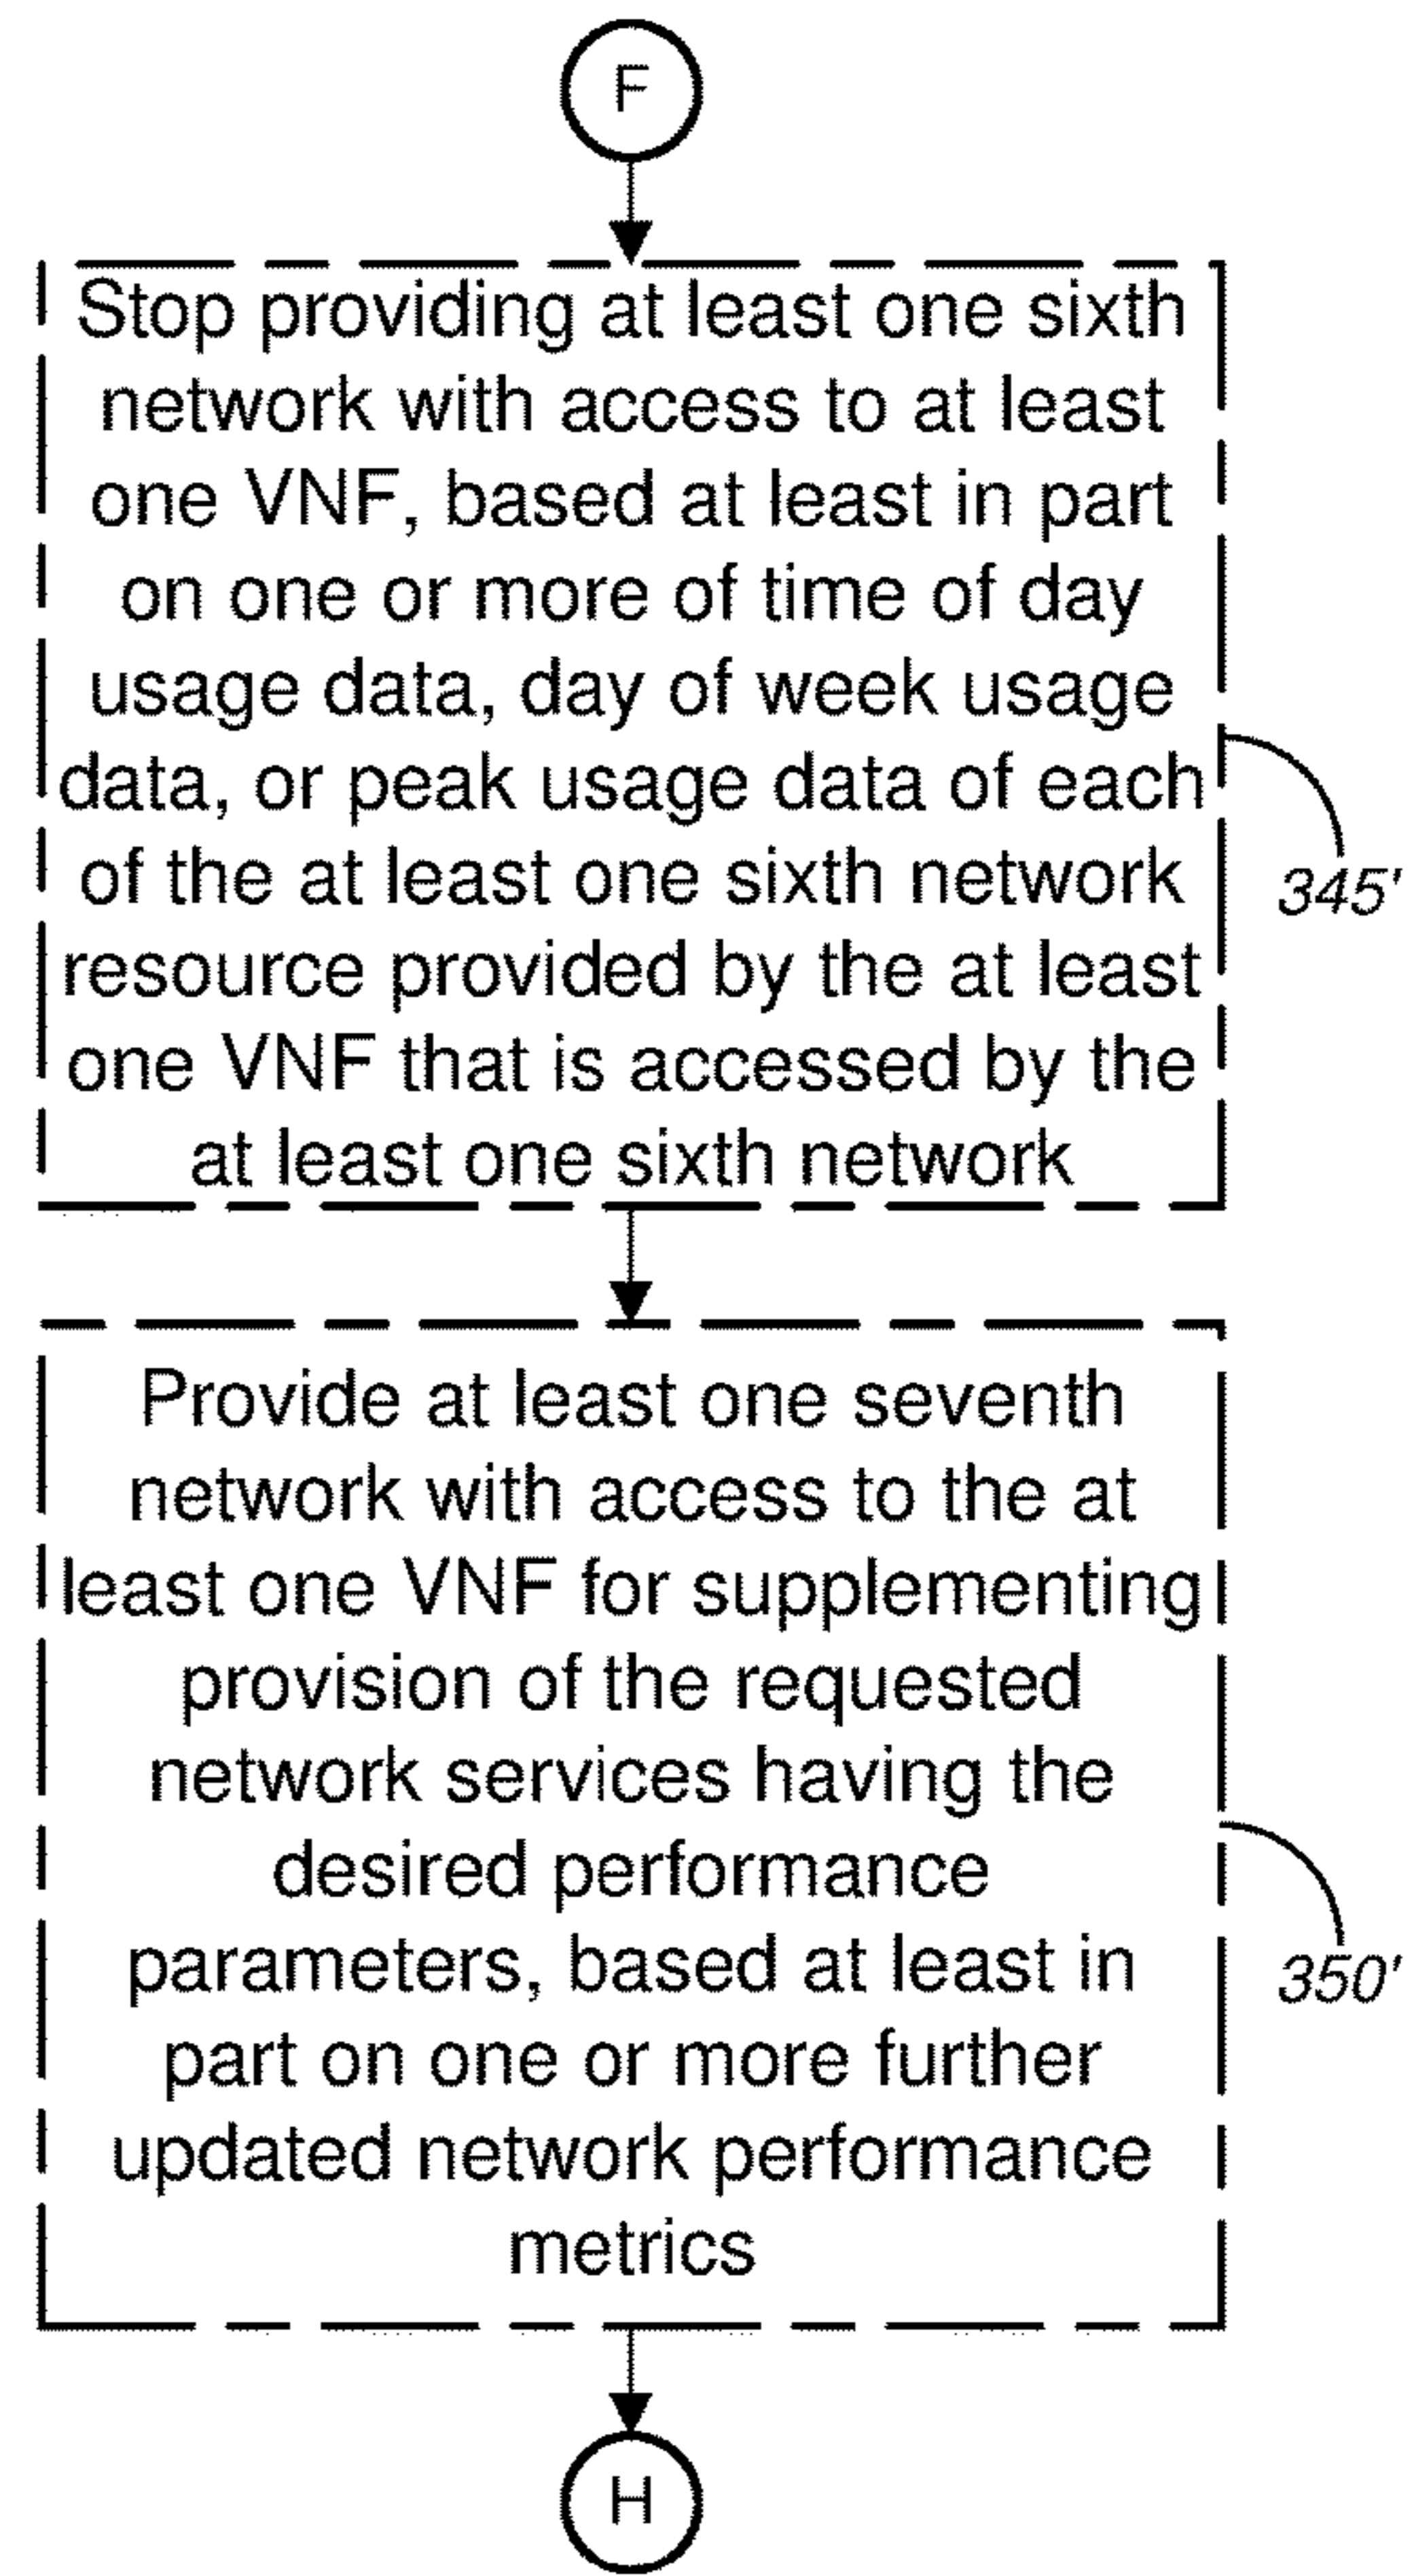 F
Stop providing at least one sixth
network with access to at least
one VNF, based at least in part
on one or more of time of day
usage data, day of week usage
data, or peak usage data of each
of the at least one sixth network
resource provided by the at least
one VNF that is accessed by the
at least one sixth network
345'
Provide at least one seventh
network with access to the at
least one VNF for supplementing
provision of the requested
network services having the
desired performance
parameters, based at least in
part on one or more further
updated network performance
metrics
350'
H